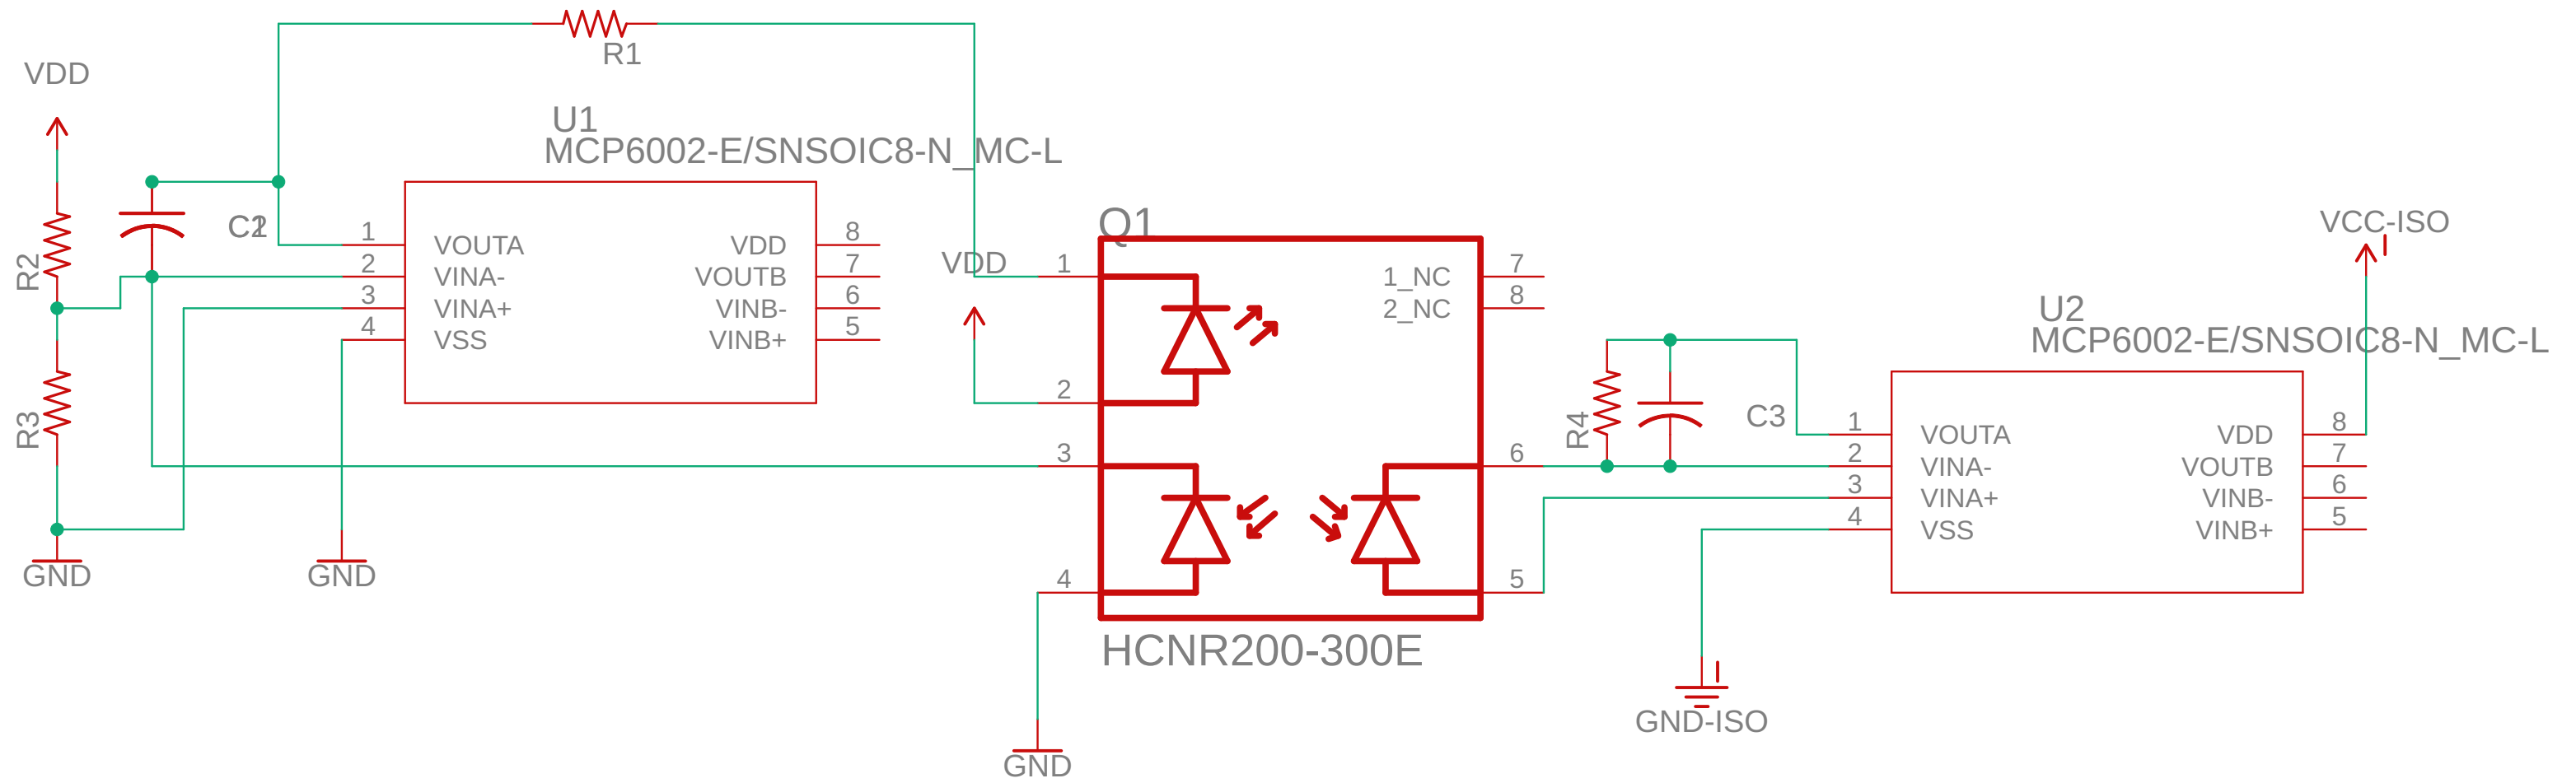 R1
VDD
U1
MCP6002-E/SNSOIC8-N_MC-L
R2
1 VOUTA VDD 8
2 VINA- VOUTB 7
3 VINA+ VINB- 6
4 VSS VINB+ 5
R3
GND
GND
VDD
Q1
1 1_NC 7
2_NC 8
2
3 6
4 5
HCNR200-300E
GND
R4
C3
VCC-ISO
U2
MCP6002-E/SNSOIC8-N_MC-L
1 VOUTA VDD 8
2 VINA- VOUTB 7
3 VINA+ VINB- 6
4 VSS VINB+ 5
GND-ISO